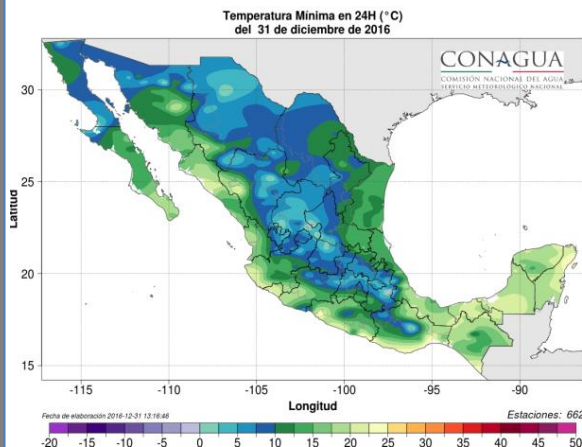 Temperatura Mínima en 24H (°C)
del 31 de diciembre de 2016
CONAGUA
COMISIÓN NACIONAL DEL AGUA
SERVICIO METEOROLÓGICO NACIONAL
Latitud
30
25
20
15
-115 -110 -105 -100 -95 -90
Longitud
Fecha de elaboración 2016-12-31 13:16:46
Estaciones: 662
-20 -15 -10 -5 0 5 10 15 20 25 30 35 40 45 50